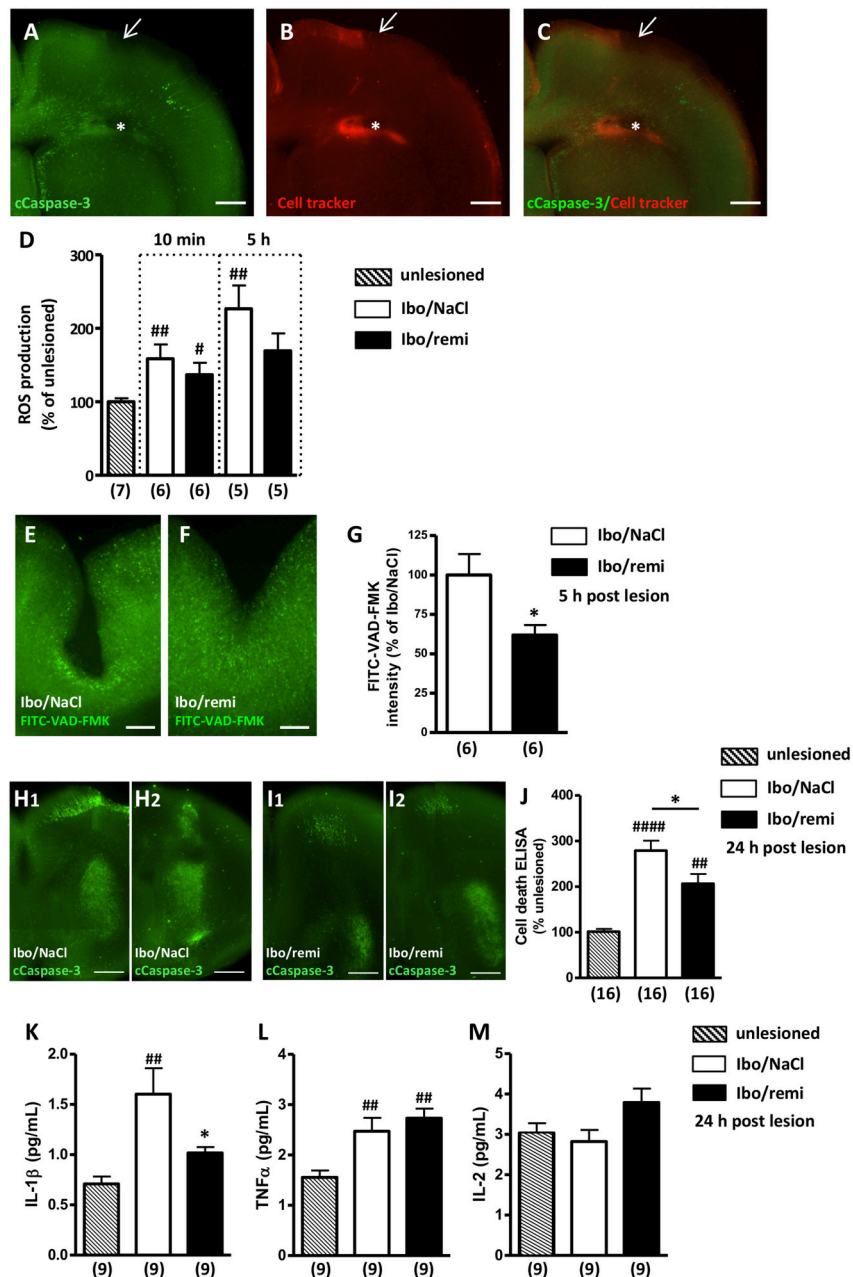 A
*
cCaspase-3
B
*
Cell tracker
C
*
cCaspase-3/Cell tracker
D
10 min
5 h
ROS production
(% of unlesioned)
300
200
150
100
0
##
#
##
(7)
(6)
(6)
(5)
(5)
unlesioned
Ibo/NaCl
Ibo/remi
E
Ibo/NaCl
FITC-VAD-FMK
F
Ibo/remi
FITC-VAD-FMK
G
FITC-VAD-FMK
intensity (% of Ibo/NaCl)
125
100
75
50
25
0
*
(6)
(6)
Ibo/NaCl
Ibo/remi
5 h post lesion
H1
Ibo/NaCl
cCaspase-3
H2
Ibo/NaCl
cCaspase-3
I1
Ibo/remi
cCaspase-3
I2
Ibo/remi
cCaspase-3
J
Cell death ELISA
(% unlesioned)
400
300
200
100
0
####
*
##
(16)
(16)
(16)
unlesioned
Ibo/NaCl
Ibo/remi
24 h post lesion
K
IL-1β (pg/mL)
2.0
1.5
1.0
0.5
0.0
##
*
(9)
(9)
(9)
L
TNFα (pg/mL)
4
3
2
1
0
##
##
(9)
(9)
(9)
M
IL-2 (pg/mL)
5
4
3
2
1
0
(9)
(9)
(9)
unlesioned
Ibo/NaCl
Ibo/remi
24 h post lesion